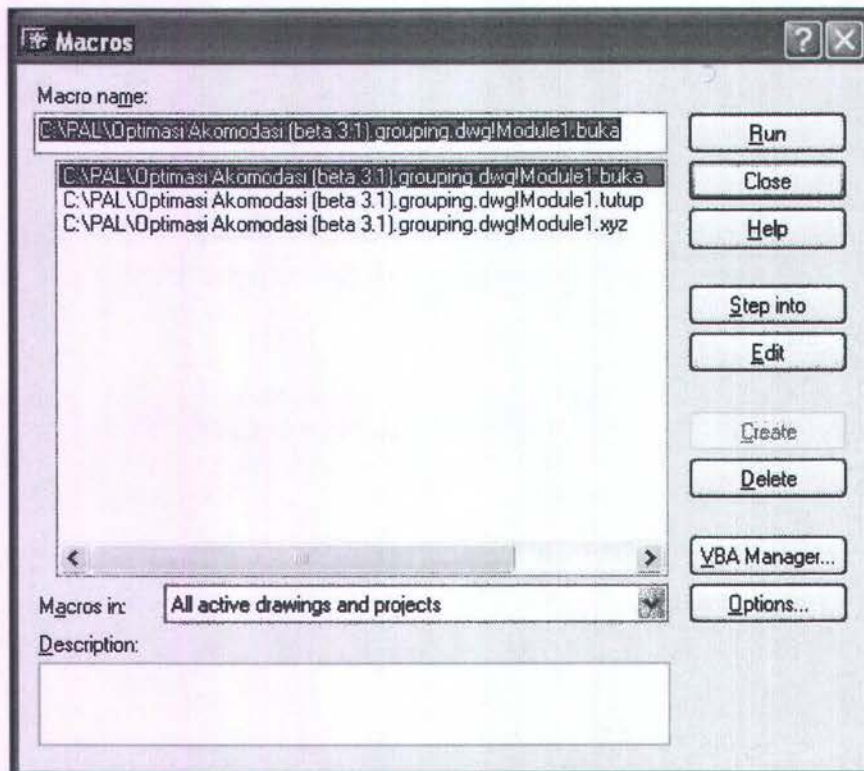 Macros
Macro name:
C:\PAL\Optimasi Akomodasi (beta 3.1).grouping.dwg!Module1.buka
C:\PAL\Optimasi Akomodasi (beta 3.1).grouping.dwg!Module1.buka
C:\PAL\Optimasi Akomodasi (beta 3.1).grouping.dwg!Module1.tutup
C:\PAL\Optimasi Akomodasi (beta 3.1).grouping.dwg!Module1.xyz
Run
Close
Help
Step into
Edit
Create
Delete
VBA Manager...
Options...
Macros in:
All active drawings and projects
Description: